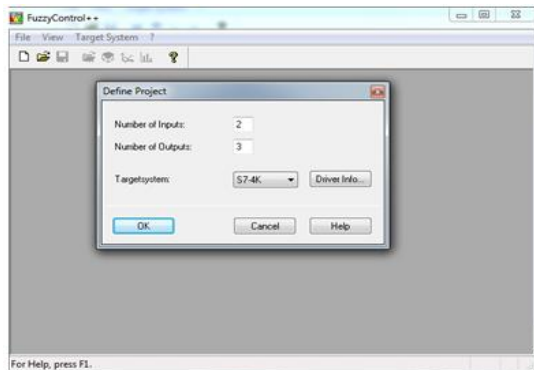 FuzzyControl++
File View Target System ?
Define Project
Number of Inputs: 2
Number of Outputs: 3
Targetsystem: S7-4K Driver Info...
OK Cancel Help
For Help, press F1.